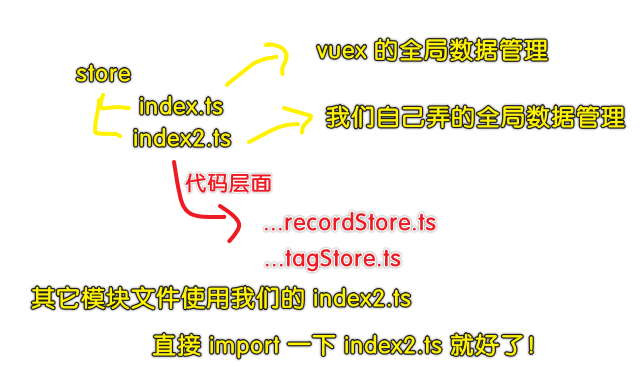 vuex 的全局数据管理
store
index.ts
我们自己弄的全局数据管理
index2.ts
代码层面
...recordStore.ts
...tagStore.ts
其它模块文件使用我们的 index2.ts
直接 import 一下 index2.ts 就好了!